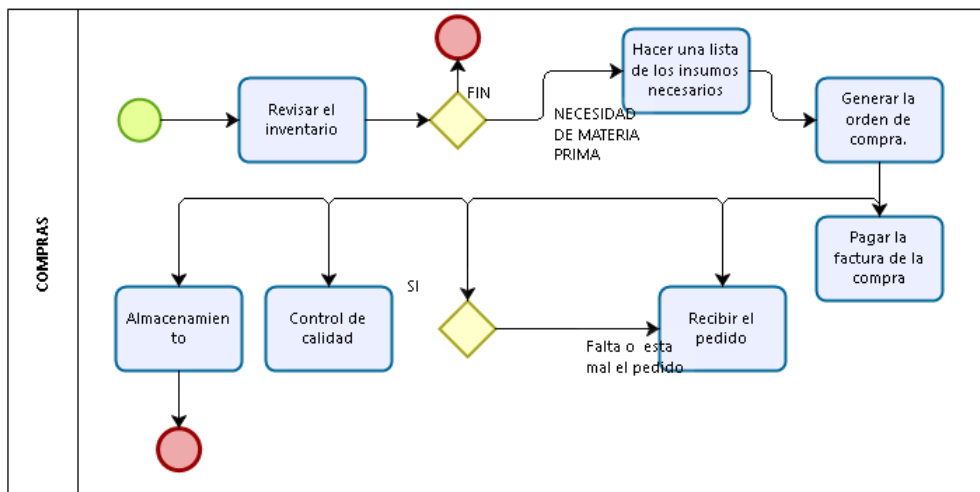 COMPRAS
Revisar el
inventario
FIN
NECESIDAD
DE MATERIA
PRIMA
Hacer una lista
de los insumos
necesarios
Generar la
orden de
compra.
Pagar la
factura de la
compra
Almacenamien
to
Control de
calidad
SI
Falta o esta
mal el pedido
Recibir el
pedido